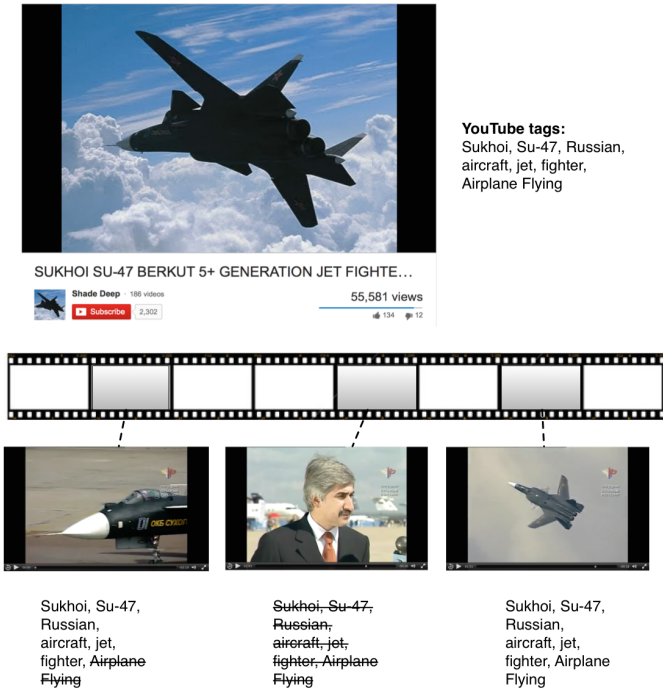 YouTube tags:
Sukhoi, Su-47, Russian,
aircraft, jet, fighter,
Airplane Flying
SUKHOI SU-47 BERKUT 5+ GENERATION JET FIGHTE...
Shade Deep · 186 videos
Subscribe 2,302
55,581 views
134 12
01 ОКБ СУХОГО
Sukhoi, Su-47,
Russian,
aircraft, jet,
fighter, Airplane
Flying
Sukhoi, Su-47,
Russian,
aircraft, jet,
fighter, Airplane
Flying
Sukhoi, Su-47,
Russian,
aircraft, jet,
fighter, Airplane
Flying